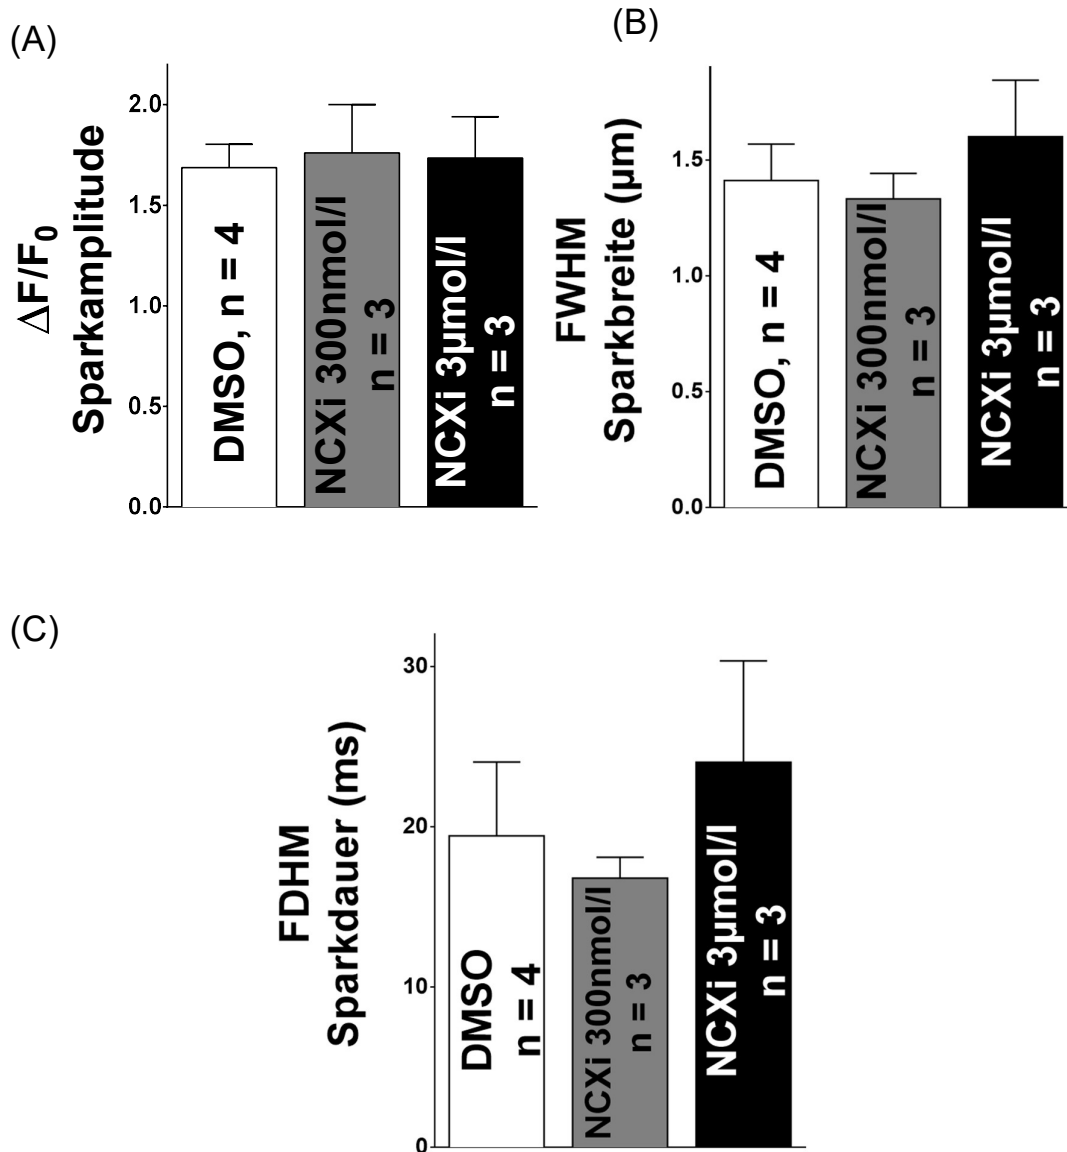 (A)
ΔF/F0
Sparkamplitude
2.0
1.5
1.0
0.5
0.0
DMSO, n = 4
NCXi 300nmol/l
n = 3
NCXi 3µmol/l
n = 3
(B)
FWHM
Sparkbreite (µm)
1.5
1.0
0.5
0.0
DMSO, n = 4
NCXi 300nmol/l
n = 3
NCXi 3µmol/l
n = 3
(C)
FDHM
Sparkdauer (ms)
30
20
10
0
DMSO
n = 4
NCXi 300nmol/l
n = 3
NCXi 3µmol/l
n = 3